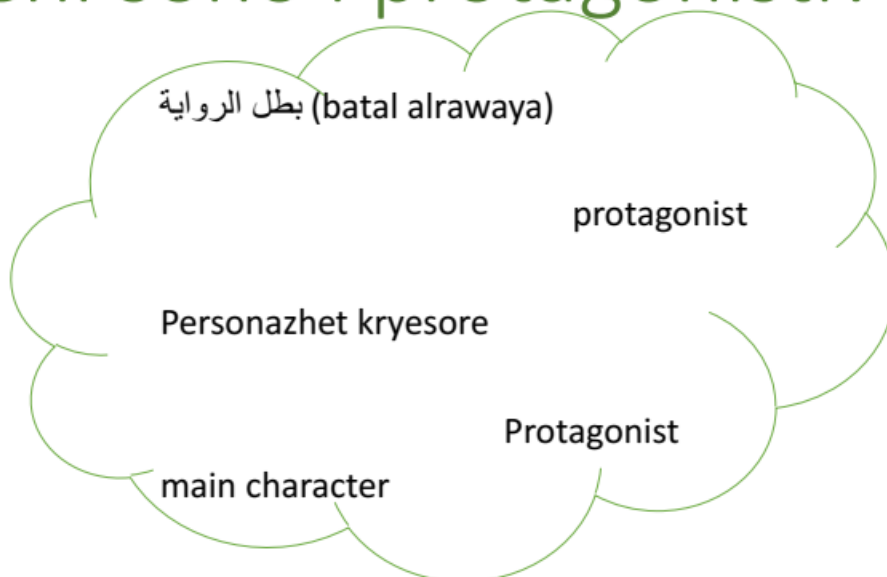 بطل الرواية (batal alrawaya)
protagonist
Personazhet kryesore
Protagonist
main character